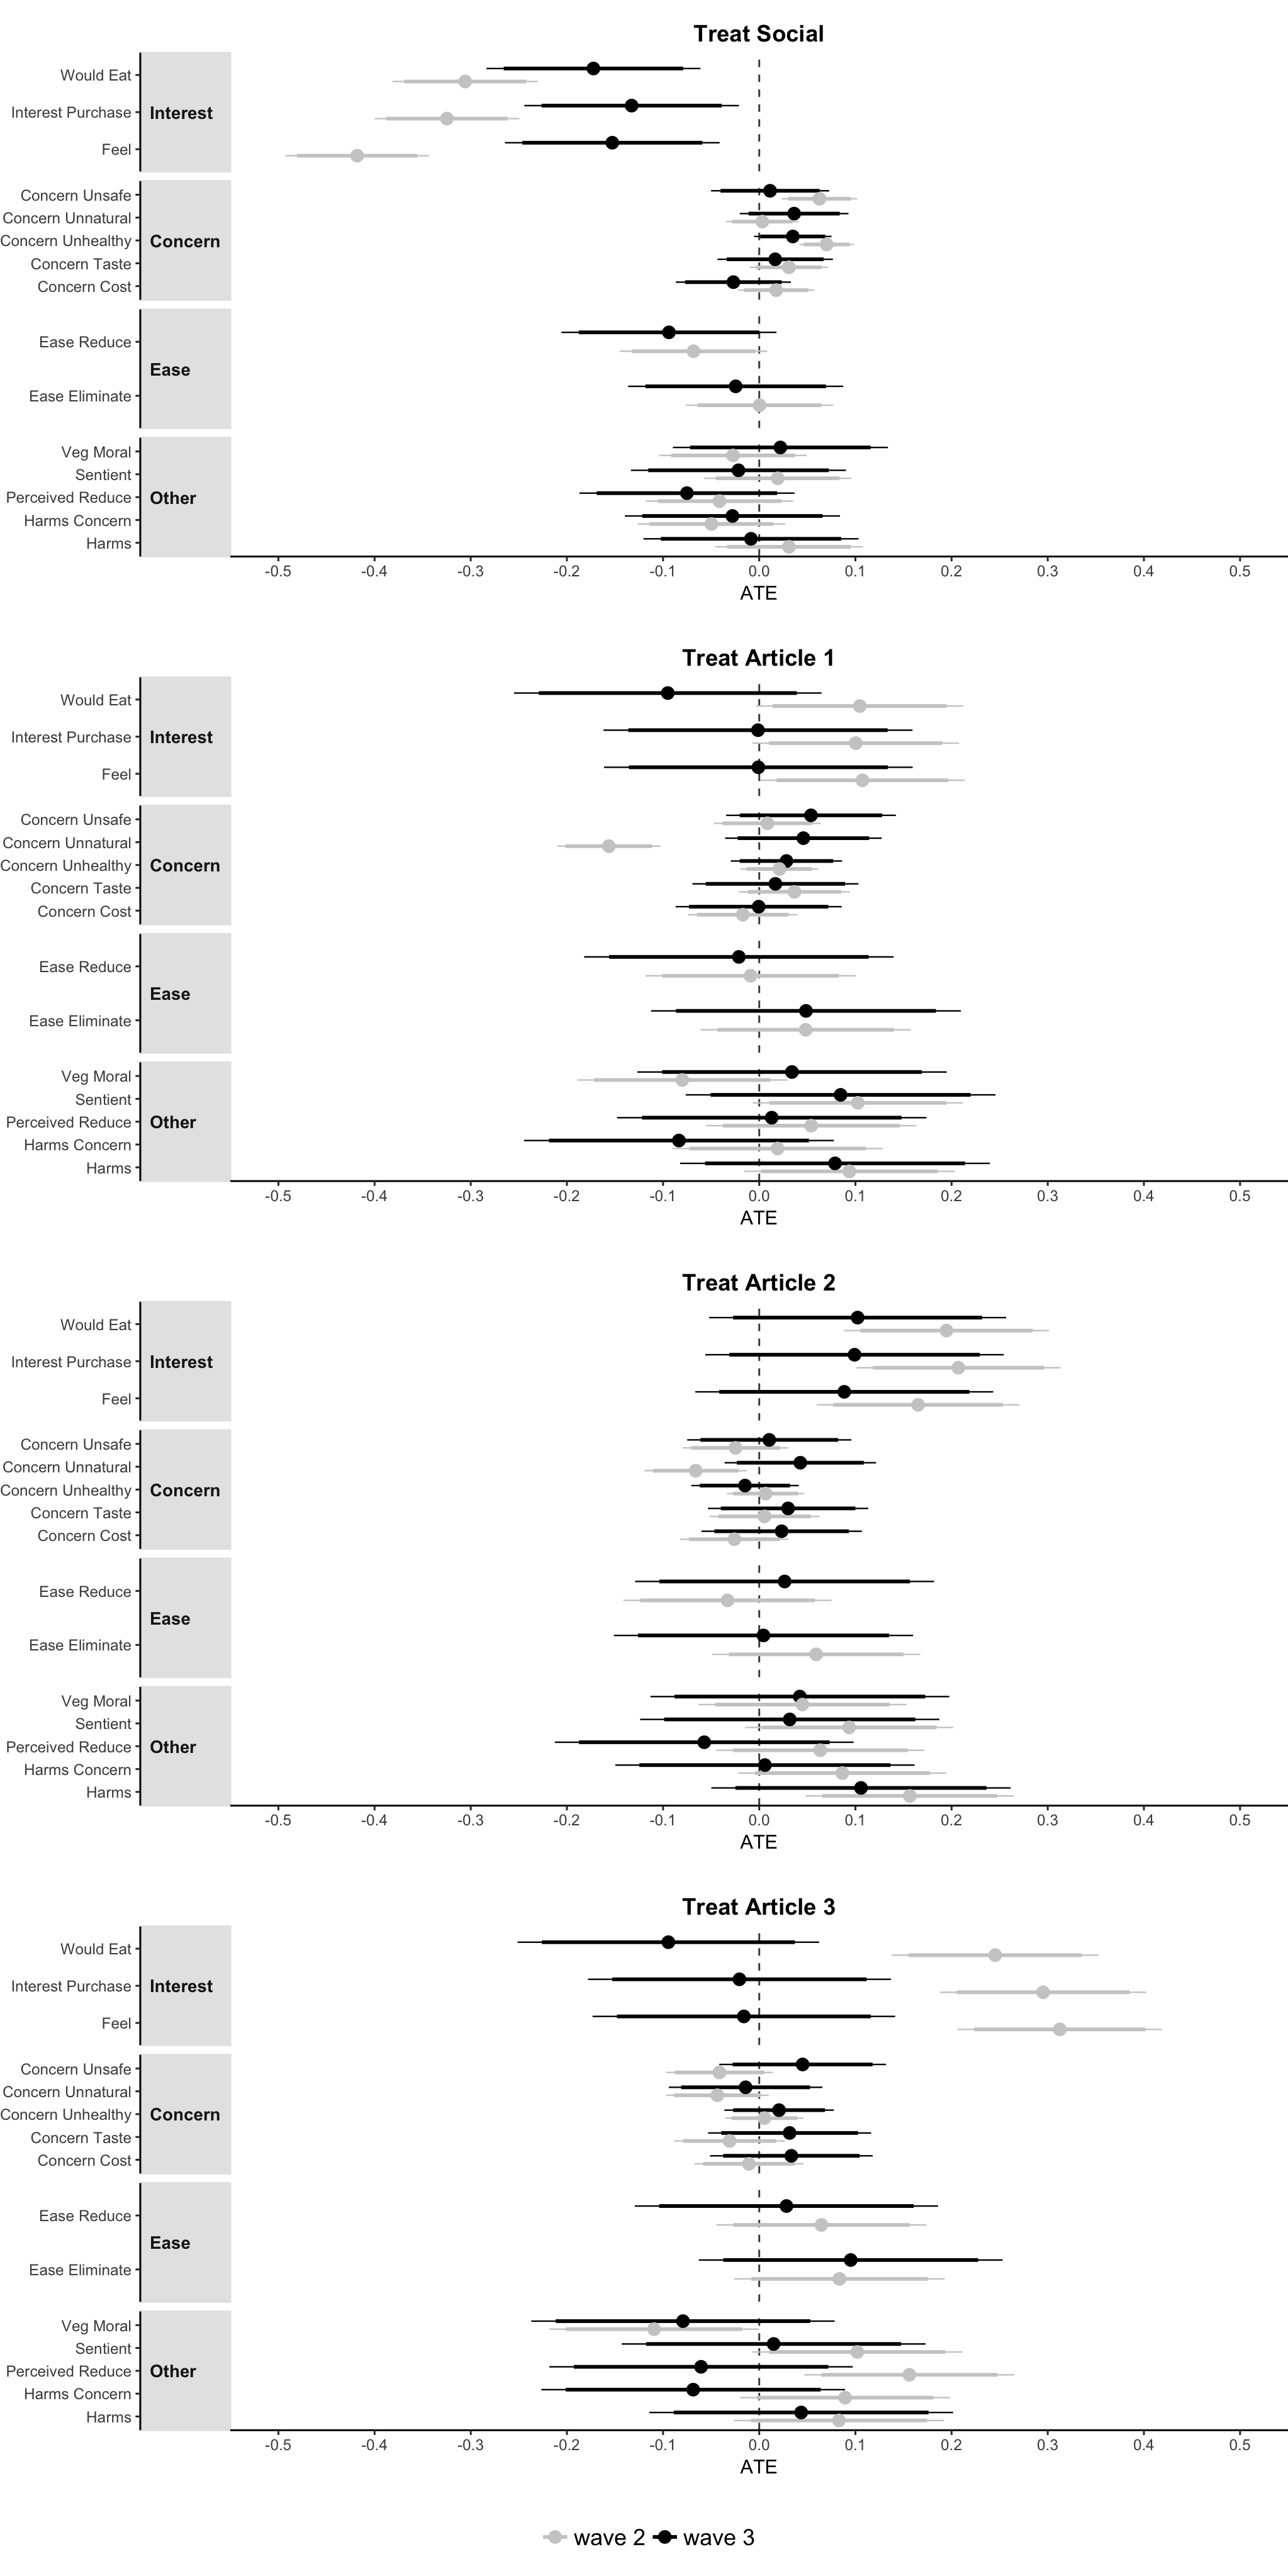 Treat Social
Would Eat
Interest Purchase
Feel
Interest
Concern Unsafe
Concern Unnatural
Concern Unhealthy
Concern Taste
Concern Cost
Concern
Ease Reduce
Ease Eliminate
Ease
Veg Moral
Sentient
Perceived Reduce
Harms Concern
Harms
Other
-0.5 -0.4 -0.3 -0.2 -0.1 0.0 0.1 0.2 0.3 0.4 0.5
ATE
Treat Article 1
Would Eat
Interest Purchase
Feel
Interest
Concern Unsafe
Concern Unnatural
Concern Unhealthy
Concern Taste
Concern Cost
Concern
Ease Reduce
Ease Eliminate
Ease
Veg Moral
Sentient
Perceived Reduce
Harms Concern
Harms
Other
-0.5 -0.4 -0.3 -0.2 -0.1 0.0 0.1 0.2 0.3 0.4 0.5
ATE
Treat Article 2
Would Eat
Interest Purchase
Feel
Interest
Concern Unsafe
Concern Unnatural
Concern Unhealthy
Concern Taste
Concern Cost
Concern
Ease Reduce
Ease Eliminate
Ease
Veg Moral
Sentient
Perceived Reduce
Harms Concern
Harms
Other
-0.5 -0.4 -0.3 -0.2 -0.1 0.0 0.1 0.2 0.3 0.4 0.5
ATE
Treat Article 3
Would Eat
Interest Purchase
Feel
Interest
Concern Unsafe
Concern Unnatural
Concern Unhealthy
Concern Taste
Concern Cost
Concern
Ease Reduce
Ease Eliminate
Ease
Veg Moral
Sentient
Perceived Reduce
Harms Concern
Harms
Other
-0.5 -0.4 -0.3 -0.2 -0.1 0.0 0.1 0.2 0.3 0.4 0.5
ATE
wave 2 wave 3